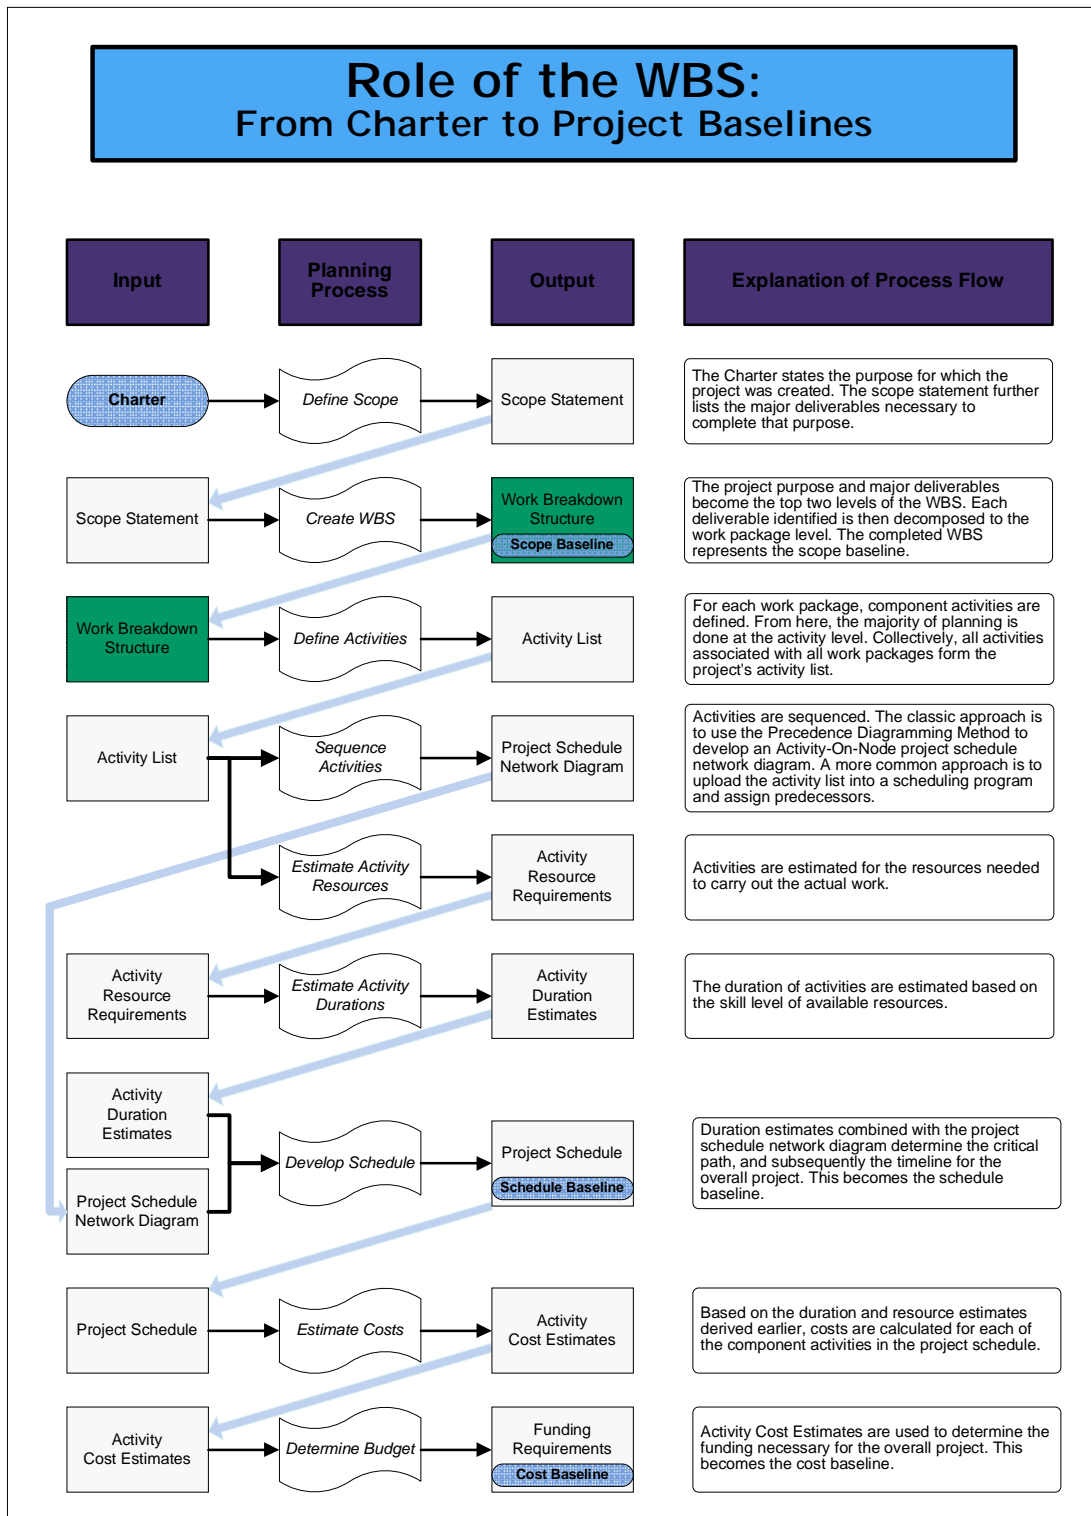 Role of the WBS:
From Charter to Project Baselines
Input
Planning
Process
Output
Explanation of Process Flow
Charter
Define Scope
Scope Statement
The Charter states the purpose for which the
project was created. The scope statement further
lists the major deliverables necessary to
complete that purpose.
Scope Statement
Create WBS
Work Breakdown
Structure
Scope Baseline
The project purpose and major deliverables
become the top two levels of the WBS. Each
deliverable identified is then decomposed to the
work package level. The completed WBS
represents the scope baseline.
Work Breakdown
Structure
Define Activities
Activity List
For each work package, component activities are
defined. From here, the majority of planning is
done at the activity level. Collectively, all activities
associated with all work packages form the
project's activity list.
Activity List
Sequence
Activities
Project Schedule
Network Diagram
Activities are sequenced. The classic approach is
to use the Precedence Diagramming Method to
develop an Activity-On-Node project schedule
network diagram. A more common approach is to
upload the activity list into a scheduling program
and assign predecessors.
Estimate Activity
Resources
Activity
Resource
Requirements
Activities are estimated for the resources needed
to carry out the actual work.
Activity
Resource
Requirements
Estimate Activity
Durations
Activity
Duration
Estimates
The duration of activities are estimated based on
the skill level of available resources.
Activity
Duration
Estimates
Project Schedule
Network Diagram
Develop Schedule
Project Schedule
Schedule Baseline
Duration estimates combined with the project
schedule network diagram determine the critical
path, and subsequently the timeline for the
overall project. This becomes the schedule
baseline.
Project Schedule
Estimate Costs
Activity
Cost Estimates
Based on the duration and resource estimates
derived earlier, costs are calculated for each of
the component activities in the project schedule.
Activity
Cost Estimates
Determine Budget
Funding
Requirements
Cost Baseline
Activity Cost Estimates are used to determine the
funding necessary for the overall project. This
becomes the cost baseline.